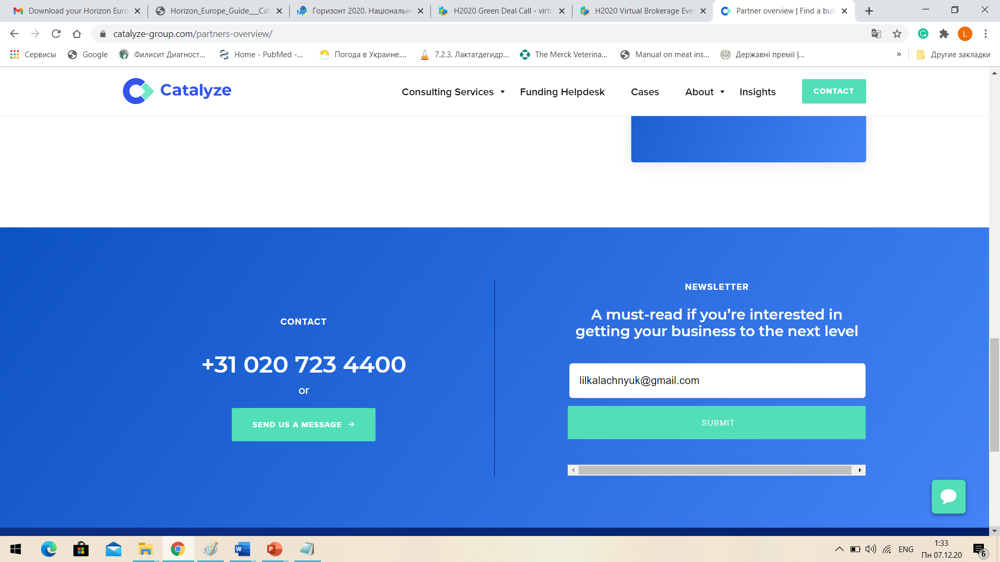 Download your Horizon Euro
Horizon_Europe_Guide___Cat
Горизонт 2020. Національн
H2020 Green Deal Call - virtu
H2020 Virtual Brokerage Eve
Partner overview | Find a bus
catalyze-group.com/partners-overview/
L
Сервисы
Google
Филисит Диагност...
Home - PubMed -...
Погода в Украине....
7.2.3. Лактатдегидр...
The Merck Veterina...
Manual on meat ins...
Державні премії |...
»
Другие закладки
Catalyze
Consulting Services
Funding Helpdesk
Cases
About
Insights
CONTACT
CONTACT
+31 020 723 4400
or
SEND US A MESSAGE →
NEWSLETTER
A must-read if you’re interested in
getting your business to the next level
lilkalachnyuk@gmail.com
SUBMIT
ENG
1:33
Пн 07.12.20
6